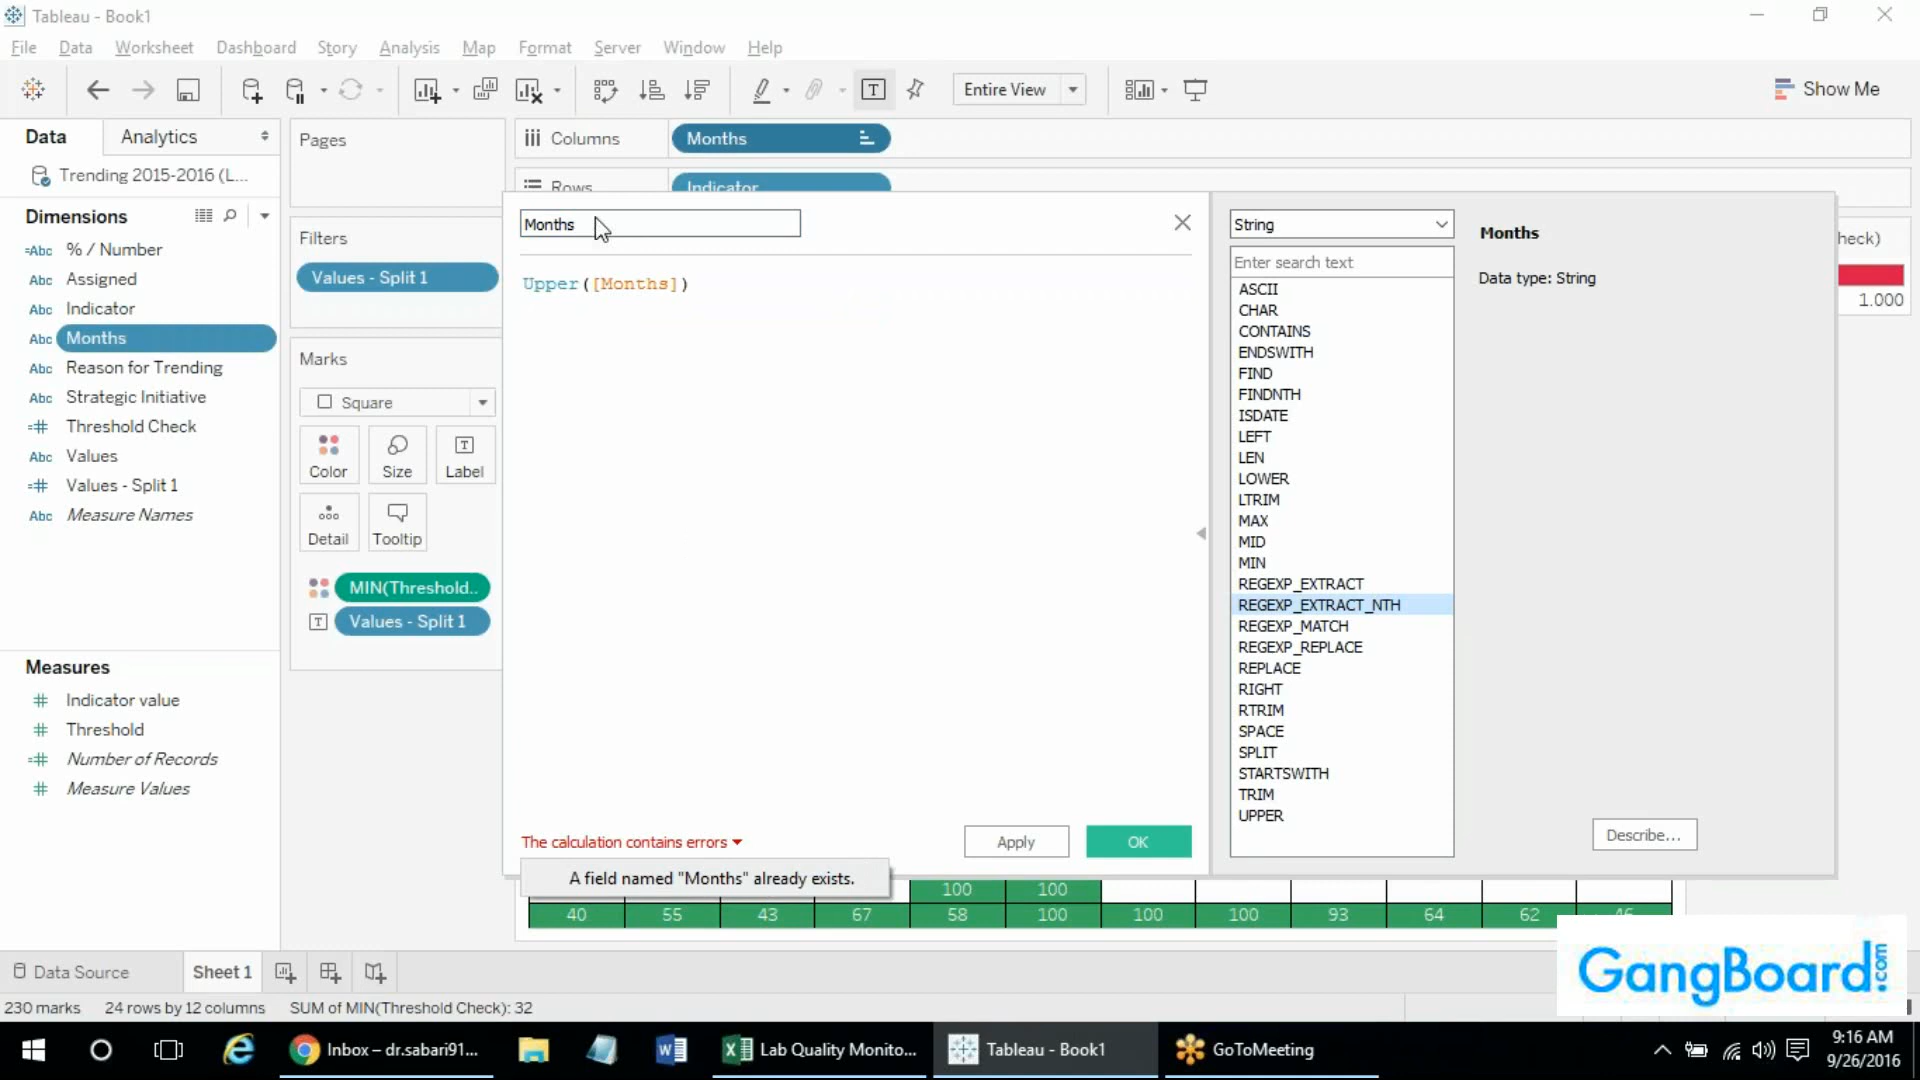 Tableau - Book1
File Data Worksheet Dashboard Story Analysis Map Format Server Window Help
Entire View
Show Me
Data Analytics
Trending 2015-2016 (L...
Dimensions
=Abc % / Number
Abc Assigned
Abc Indicator
Abc Months
Abc Reason for Trending
Abc Strategic Initiative
=# Threshold Check
Abc Values
=# Values - Split 1
Abc Measure Names
Measures
# Indicator value
# Threshold
=# Number of Records
# Measure Values
Pages
Filters
Values - Split 1
Marks
Square
Color Size Label
Detail Tooltip
MIN(Threshold..
Values - Split 1
Columns Months
Rows Indicator
Months
Upper([Months])
The calculation contains errors
Apply OK
A field named "Months" already exists.
String
Enter search text
ASCII
CHAR
CONTAINS
ENDSWITH
FIND
FINDNTH
ISDATE
LEFT
LEN
LOWER
LTRIM
MAX
MID
MIN
REGEXP_EXTRACT
REGEXP_EXTRACT_NTH
REGEXP_MATCH
REGEXP_REPLACE
REPLACE
RIGHT
RTRIM
SPACE
SPLIT
STARTSWITH
TRIM
UPPER
Months
Data type: String
Describe...
heck)
1.000
100 100
40 55 43 67 58 100 100 100 93 64 62 46
GangBoard.com
Data Source Sheet 1
230 marks 24 rows by 12 columns SUM of MIN(Threshold Check): 32
Inbox – dr.sabari91... Lab Quality Monito... Tableau - Book1 GoToMeeting
9:16 AM
9/26/2016